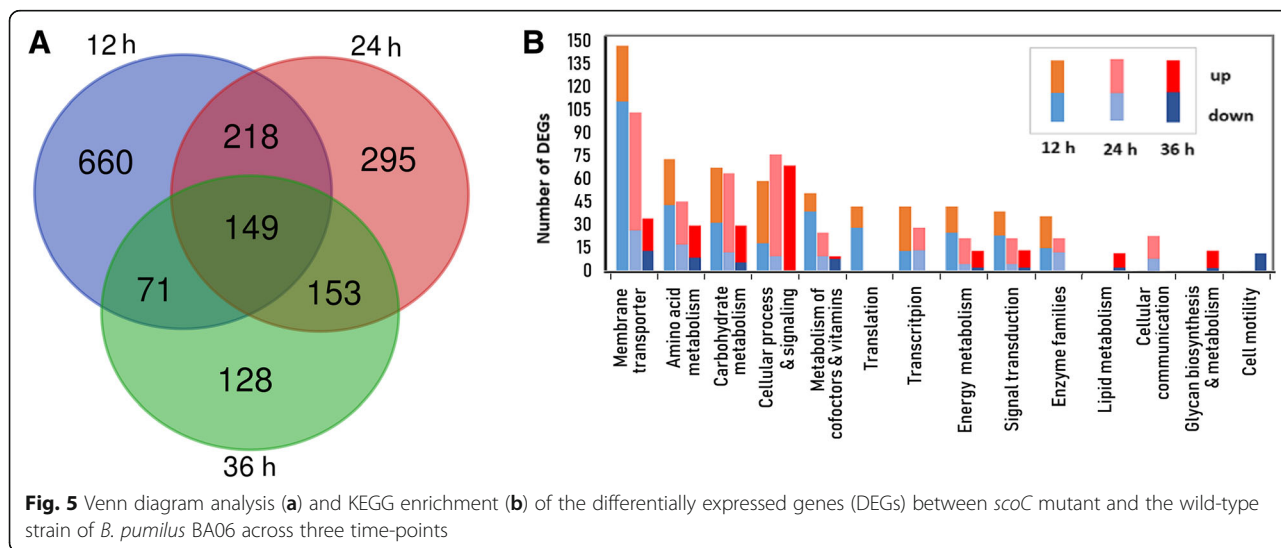 A
12 h
24 h
660
218
295
149
71
153
128
36 h
B
Number of DEGs
150
135
120
105
90
75
60
45
30
15
0
up
down
12 h 24 h 36 h
Membrane
transporter
Amino acid
metabolism
Carbohydrate
metabolism
Cellular process
& signaling
Metabolism of
cofoctors & vitamins
Translation
Transcritpion
Energy metabolism
Signal transduction
Enzyme families
Lipid metabolism
Cellular
communication
Glycan biosynthesis
& metabolism
Cell motility
Fig. 5 Venn diagram analysis (a) and KEGG enrichment (b) of the differentially expressed genes (DEGs) between scoC mutant and the wild-type
strain of B. pumilus BA06 across three time-points